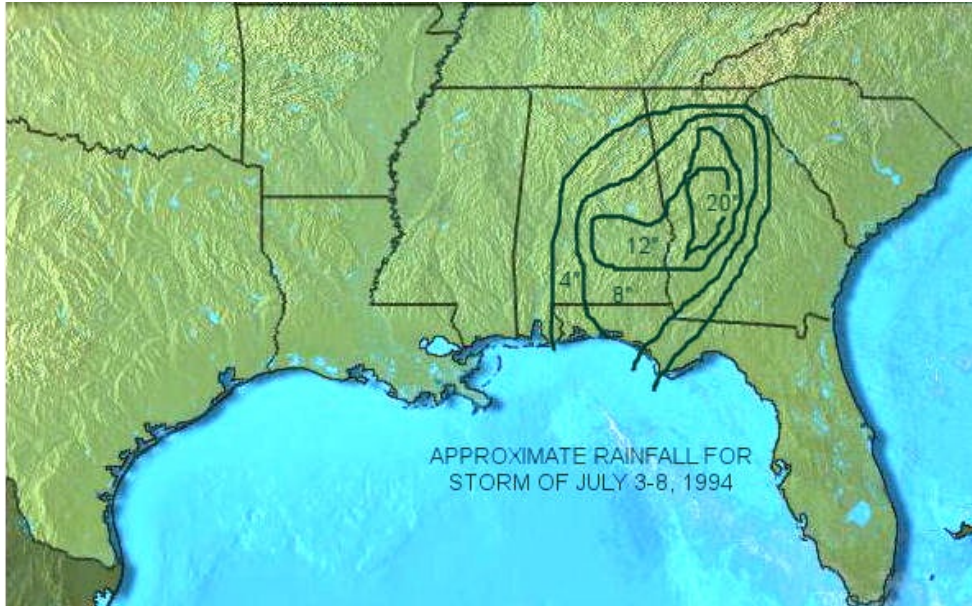 20"
12"
4"
8"
APPROXIMATE RAINFALL FOR
STORM OF JULY 3-8, 1994